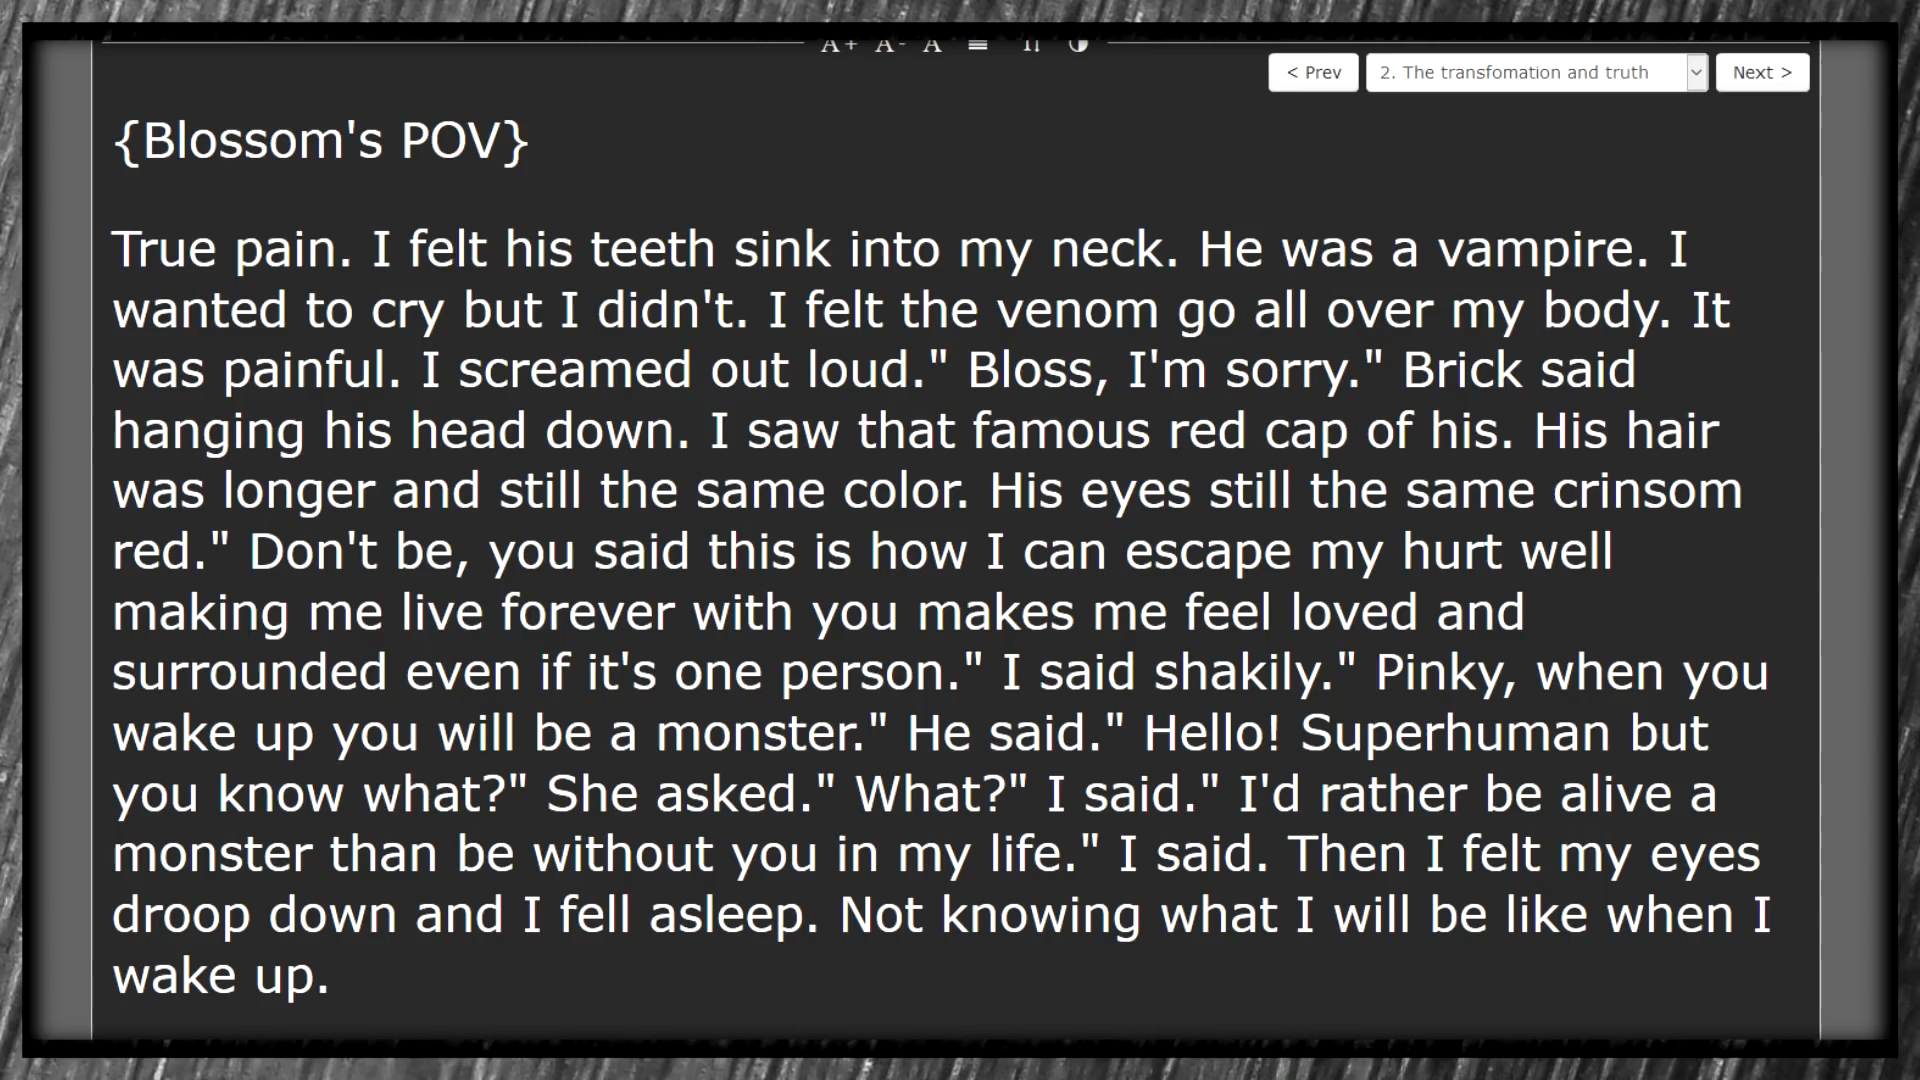 A+ A- A
< Prev
2. The transfomation and truth
Next >
{Blossom's POV}
True pain. I felt his teeth sink into my neck. He was a vampire. I
wanted to cry but I didn't. I felt the venom go all over my body. It
was painful. I screamed out loud." Bloss, I'm sorry." Brick said
hanging his head down. I saw that famous red cap of his. His hair
was longer and still the same color. His eyes still the same crinsom
red." Don't be, you said this is how I can escape my hurt well
making me live forever with you makes me feel loved and
surrounded even if it's one person." I said shakily." Pinky, when you
wake up you will be a monster." He said." Hello! Superhuman but
you know what?" She asked." What?" I said." I'd rather be alive a
monster than be without you in my life." I said. Then I felt my eyes
droop down and I fell asleep. Not knowing what I will be like when I
wake up.